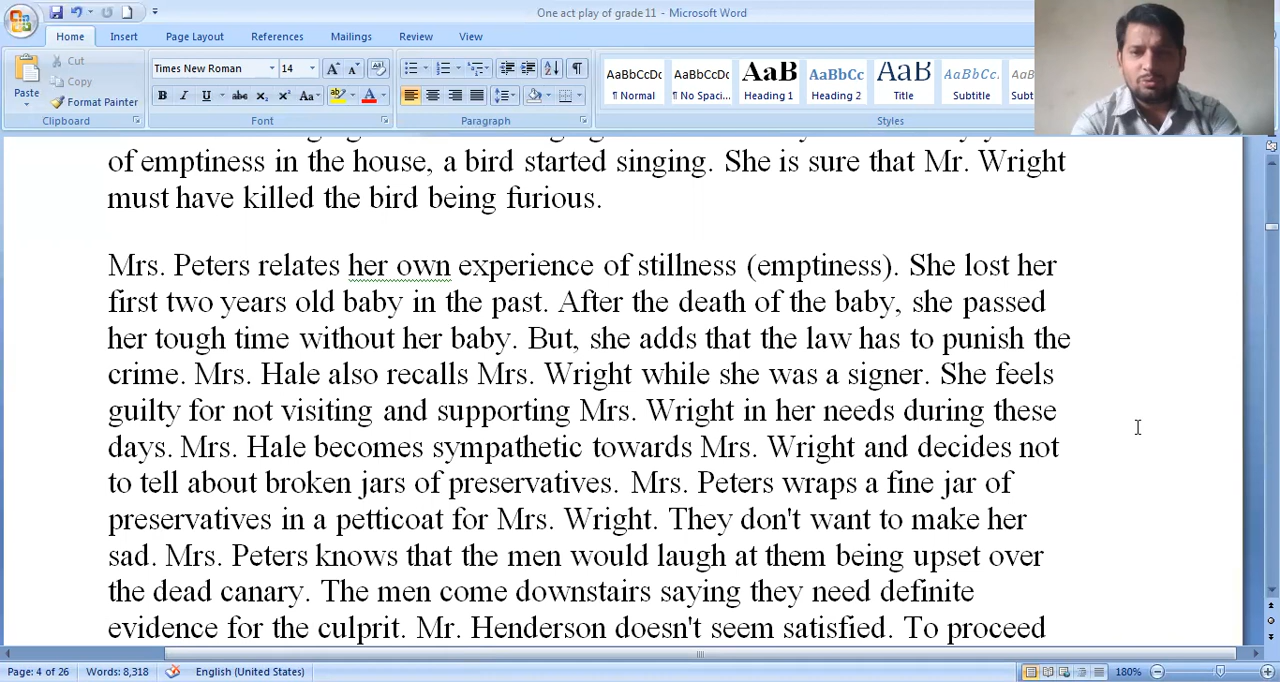 One act play of grade11 - Microsoft Word
Home Insert Page Layout References Mailings Review View
Paste
Cut
Copy
Format Painter
Clipboard
Times New Roman 14
B I U abc X₂ X² Aa
Font
Paragraph
AaBbCcDc AaBbCcDc AaB AaBbCc AaB AaBbCc.
¶ Normal ¶ No Spaci... Heading 1 Heading 2 Title Subtitle Subt
Styles
of emptiness in the house, a bird started singing. She is sure that Mr. Wright
must have killed the bird being furious.
Mrs. Peters relates her own experience of stillness (emptiness). She lost her
first two years old baby in the past. After the death of the baby, she passed
her tough time without her baby. But, she adds that the law has to punish the
crime. Mrs. Hale also recalls Mrs. Wright while she was a signer. She feels
guilty for not visiting and supporting Mrs. Wright in her needs during these
days. Mrs. Hale becomes sympathetic towards Mrs. Wright and decides not
to tell about broken jars of preservatives. Mrs. Peters wraps a fine jar of
preservatives in a petticoat for Mrs. Wright. They don't want to make her
sad. Mrs. Peters knows that the men would laugh at them being upset over
the dead canary. The men come downstairs saying they need definite
evidence for the culprit. Mr. Henderson doesn't seem satisfied. To proceed
Page: 4 of 26 Words: 8,318 English (United States) 180%